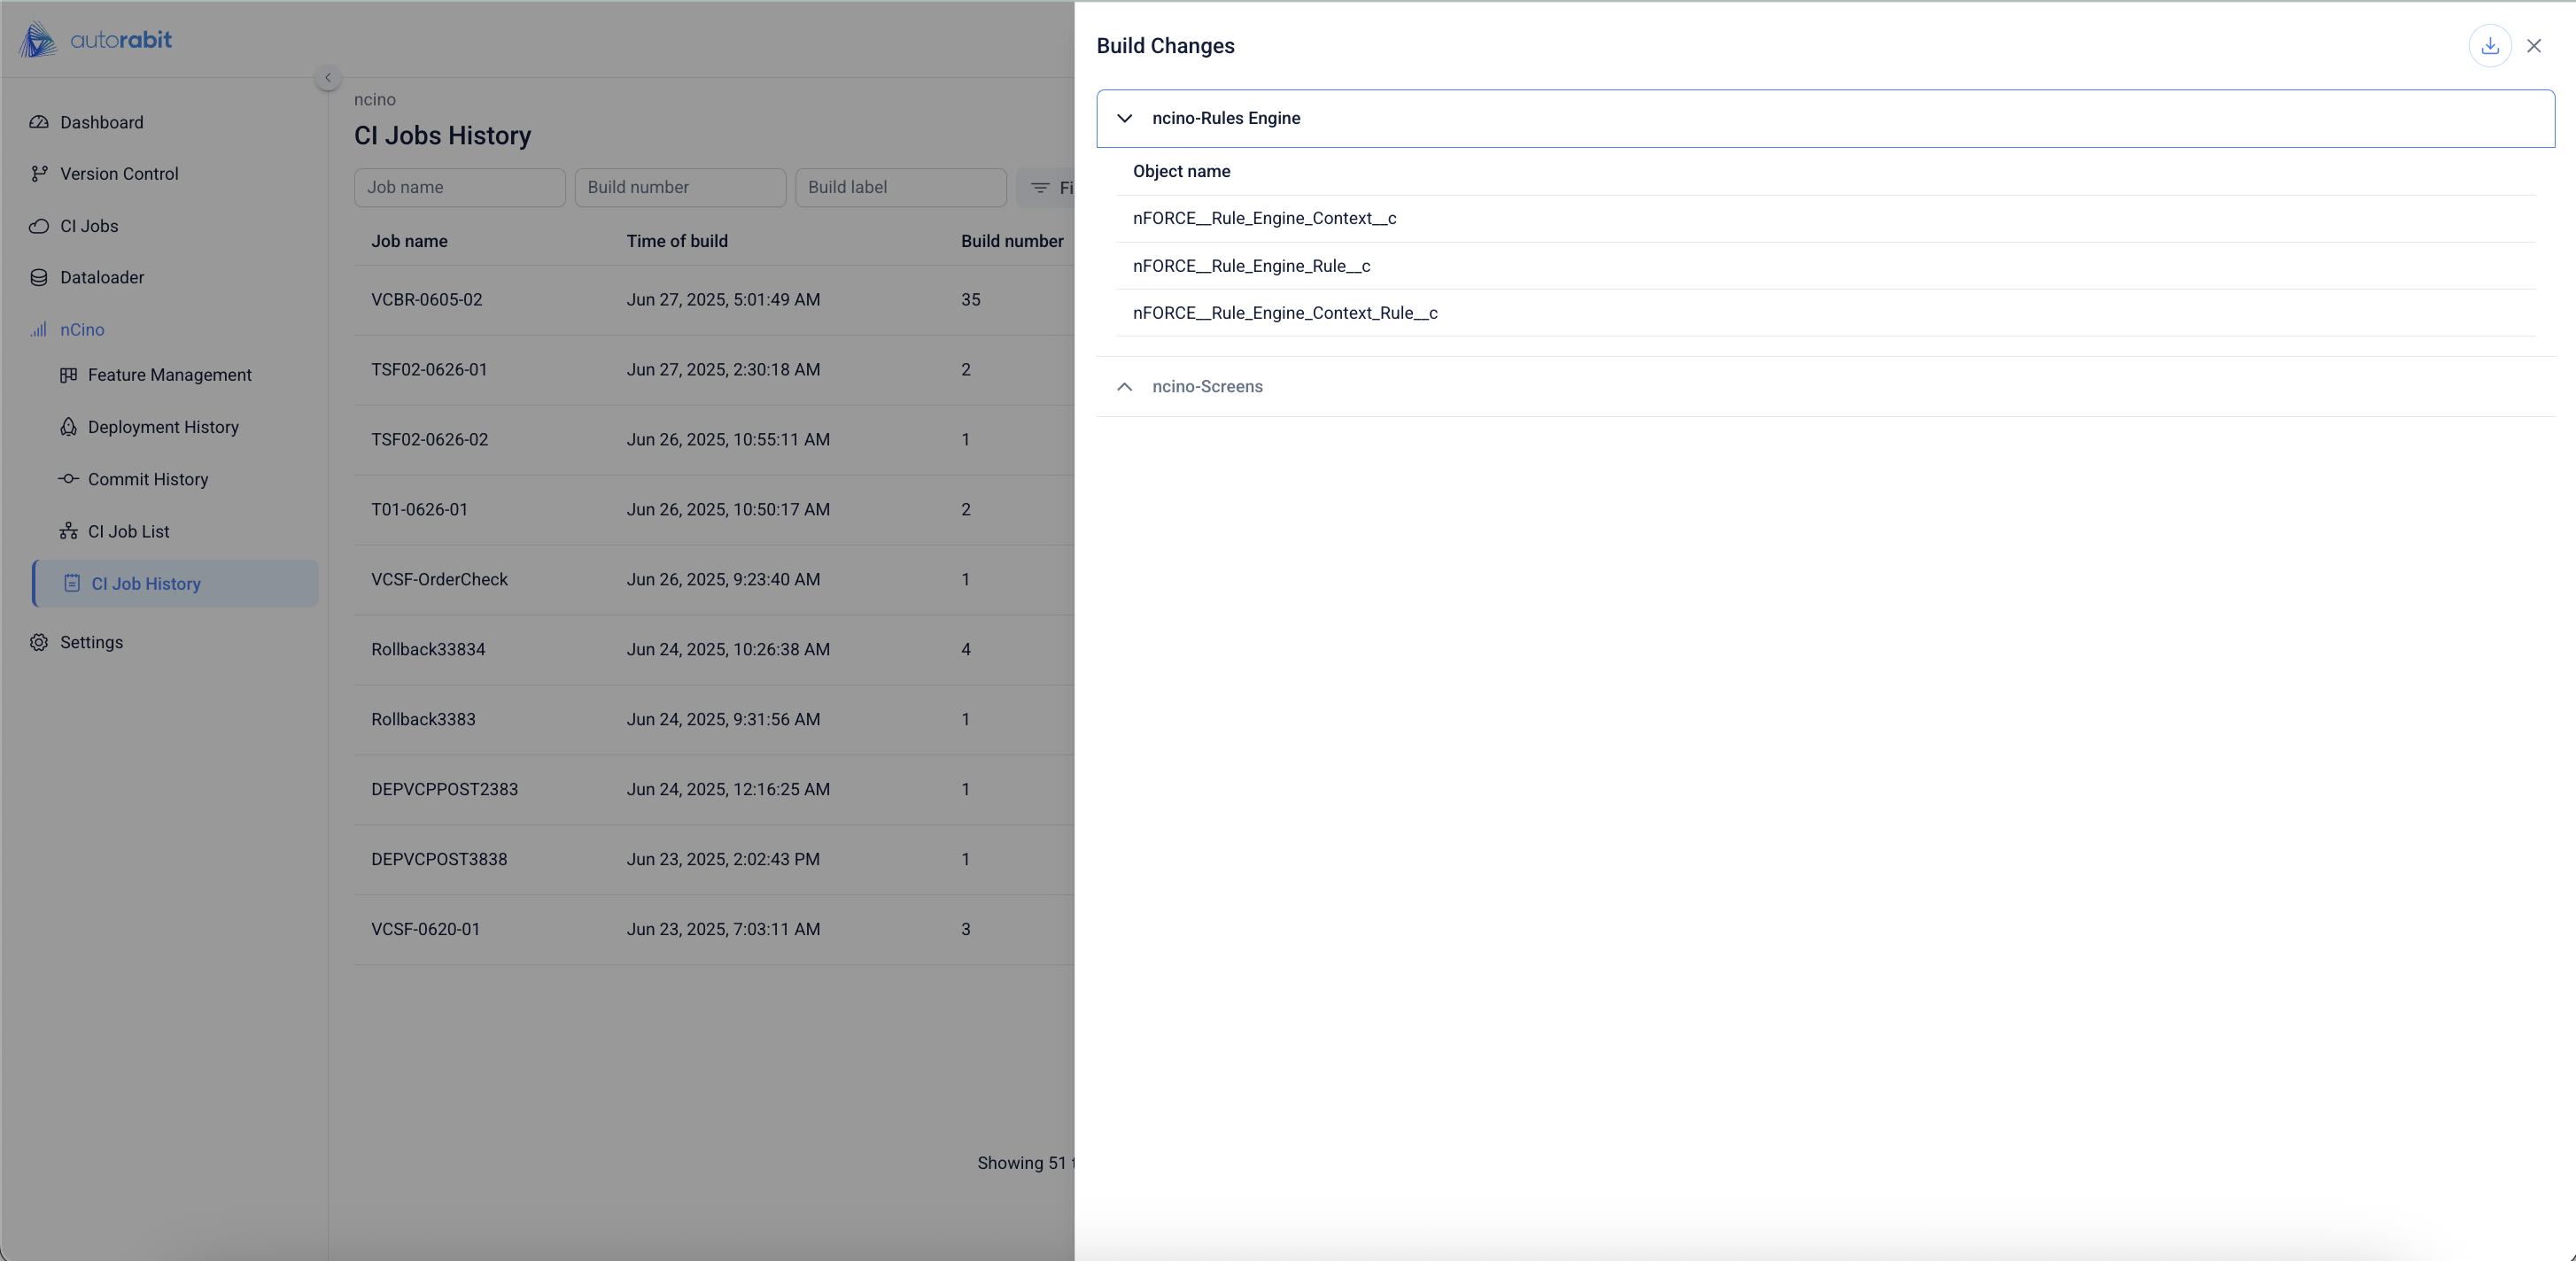 autorabit
Dashboard
Version Control
CI Jobs
Dataloader
nCino
Feature Management
Deployment History
Commit History
CI Job List
CI Job History
Settings
ncino
CI Jobs History
Job name Build number Build label Fi
Job name Time of build Build number
VCBR-0605-02 Jun 27, 2025, 5:01:49 AM 35
TSF02-0626-01 Jun 27, 2025, 2:30:18 AM 2
TSF02-0626-02 Jun 26, 2025, 10:55:11 AM 1
T01-0626-01 Jun 26, 2025, 10:50:17 AM 2
VCSF-OrderCheck Jun 26, 2025, 9:23:40 AM 1
Rollback33834 Jun 24, 2025, 10:26:38 AM 4
Rollback3383 Jun 24, 2025, 9:31:56 AM 1
DEPVCPPOST2383 Jun 24, 2025, 12:16:25 AM 1
DEPVCPOST3838 Jun 23, 2025, 2:02:43 PM 1
VCSF-0620-01 Jun 23, 2025, 7:03:11 AM 3
Showing 51 t
Build Changes
ncino-Rules Engine
Object name
nFORCE__Rule_Engine_Context__c
nFORCE__Rule_Engine_Rule__c
nFORCE__Rule_Engine_Context_Rule__c
ncino-Screens